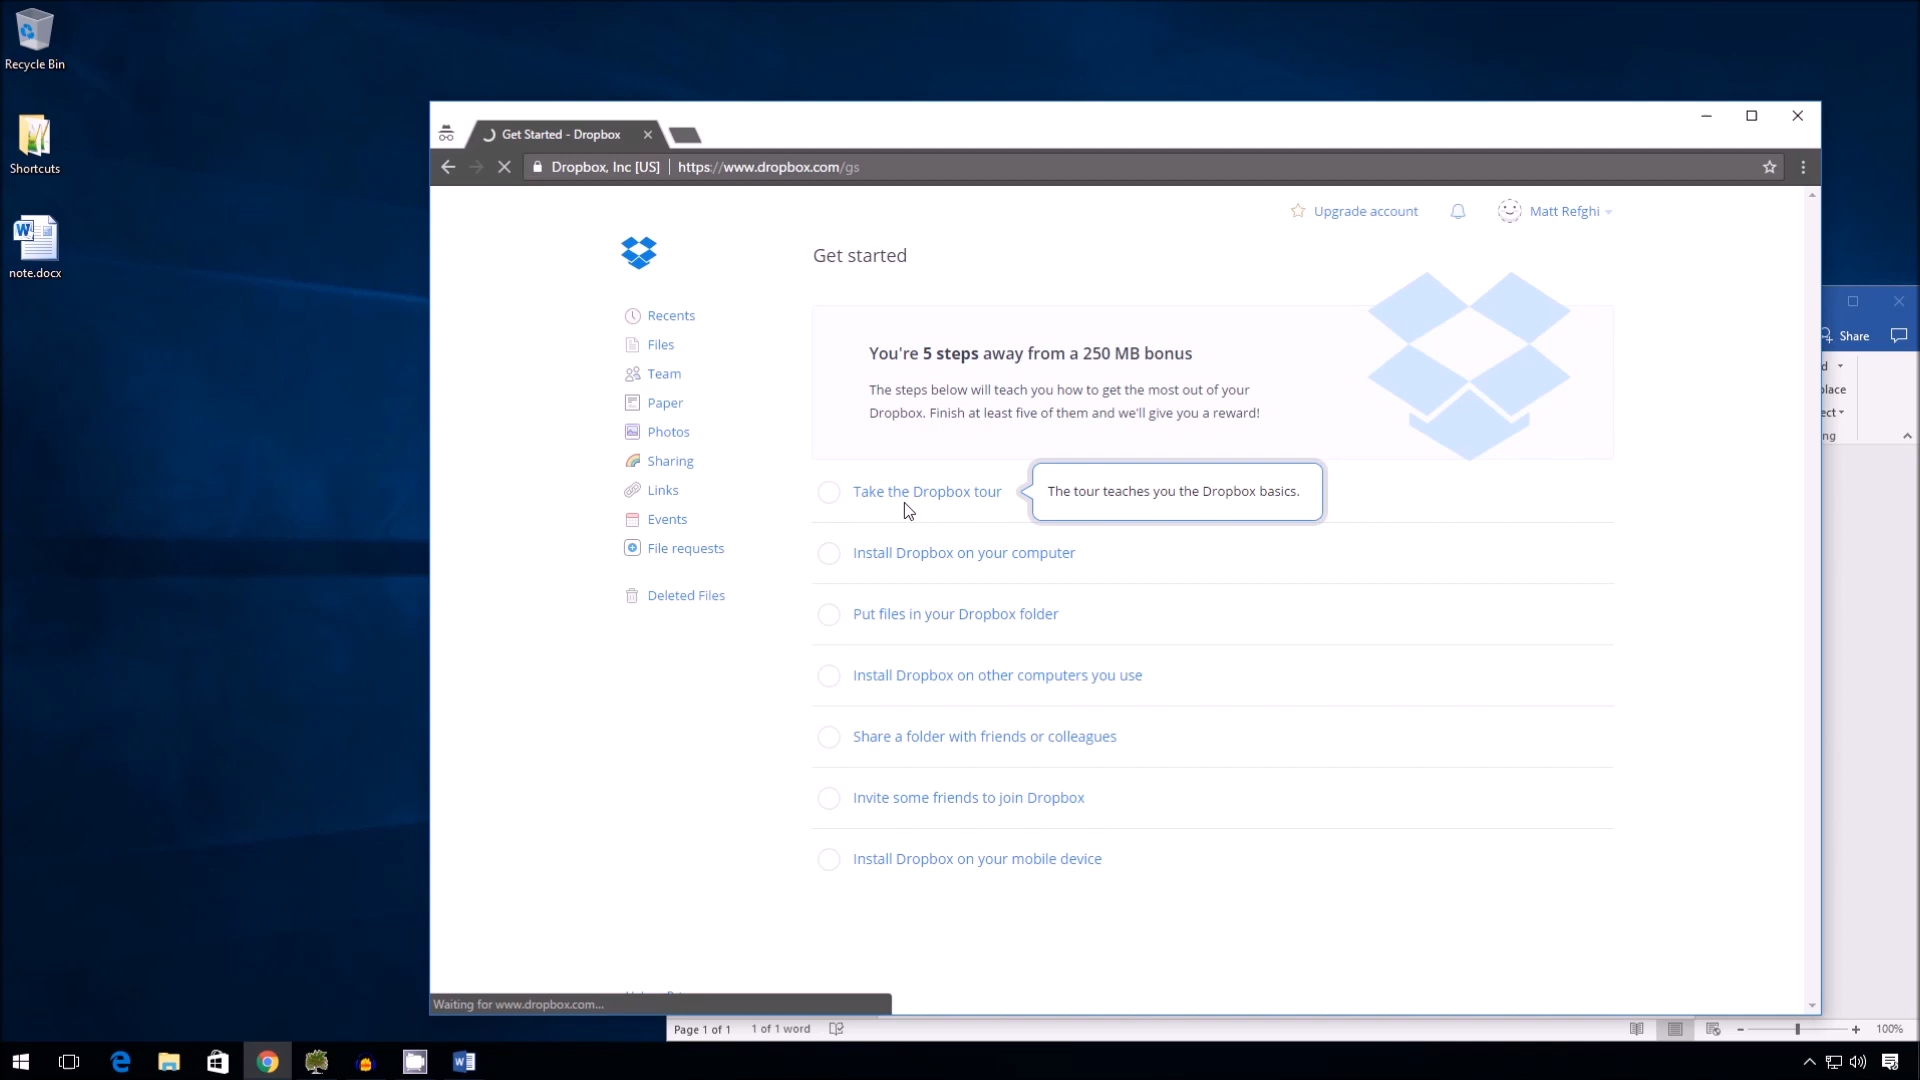 Recycle Bin
Shortcuts
note.docx
Get Started - Dropbox
Dropbox, Inc [US]
https://www.dropbox.com/gs
Upgrade account
Matt Refghi
Get started
Recents
Files
Team
Paper
Photos
Sharing
Links
Events
File requests
Deleted Files
You're 5 steps away from a 250 MB bonus
The steps below will teach you how to get the most out of your
Dropbox. Finish at least five of them and we'll give you a reward!
Take the Dropbox tour
The tour teaches you the Dropbox basics.
Install Dropbox on your computer
Put files in your Dropbox folder
Install Dropbox on other computers you use
Share a folder with friends or colleagues
Invite some friends to join Dropbox
Install Dropbox on your mobile device
Waiting for www.dropbox.com...
Share
Page 1 of 1
1 of 1 word
100%